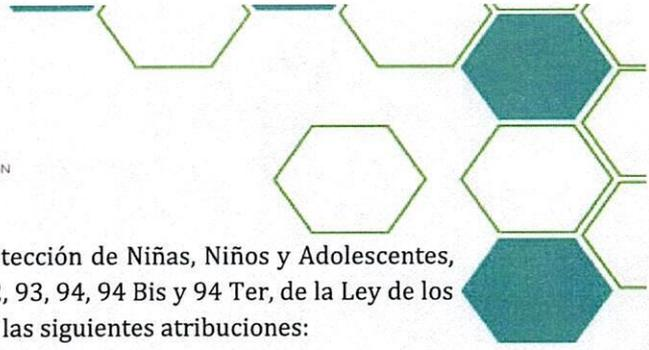 N
tección de Niñas, Niños y Adolescentes,
, 93, 94, 94 Bis y 94 Ter, de la Ley de los
las siguientes atribuciones: